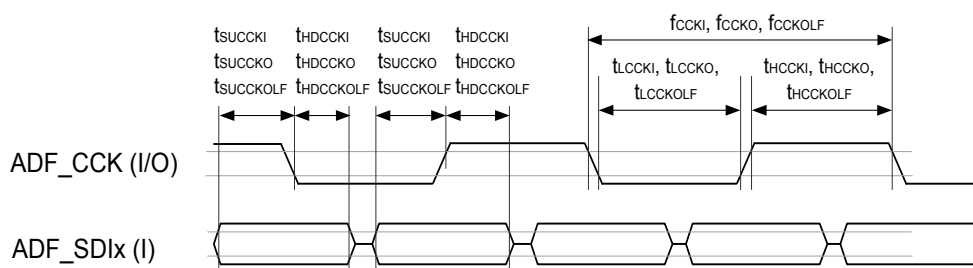 tSUCCKI tHDCCKI tSUCCKI tHDCCKI
tSUCCKO tHDCCKO tSUCCKO tHDCCKO
tSUCCKOLF tHDCCKOLF tSUCCKOLF tHDCCKOLF
fCCKI, fCCKO, fCCKOLF
tLCCKI, tLCCKO,
tLCCKOLF
tHCCKI, tHCCKO,
tHCCKOLF
ADF_CCK (I/O)
ADF_SDIx (I)